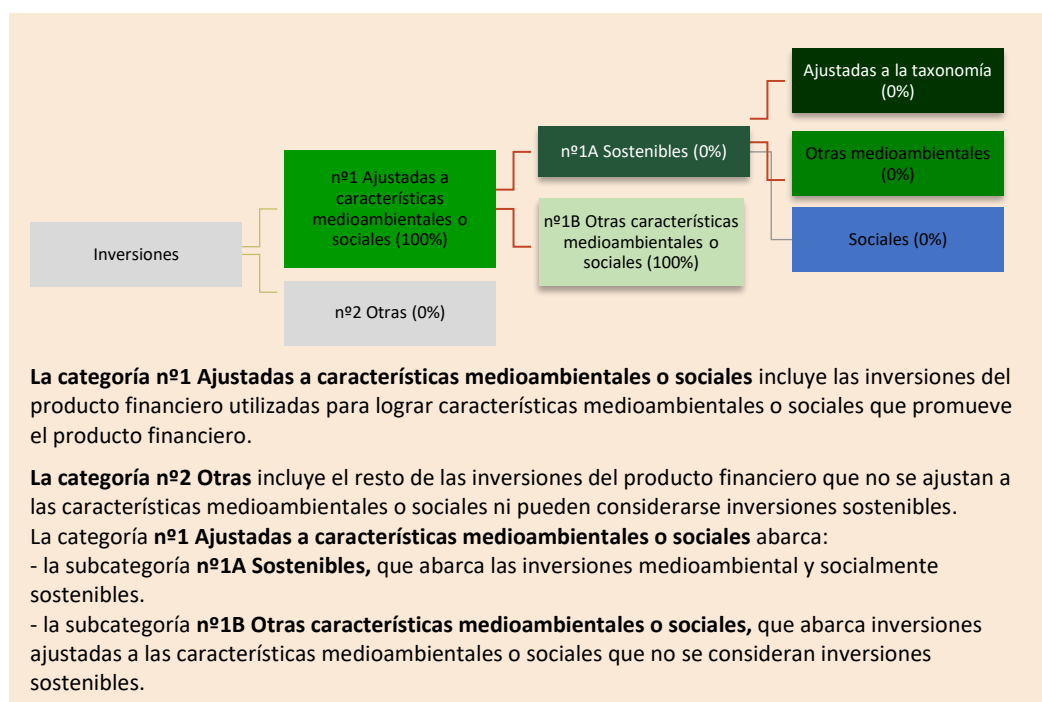 Ajustadas a la taxonomía
(0%)
nº1A Sostenibles (0%)
Otras medioambientales
(0%)
nº1 Ajustadas a
características
medioambientales o
sociales (100%)
nº1B Otras características
medioambientales o
sociales (100%)
Sociales (0%)
Inversiones
nº2 Otras (0%)
La categoría nº1 Ajustadas a características medioambientales o sociales incluye las inversiones del
producto financiero utilizadas para lograr características medioambientales o sociales que promueve
el producto financiero.
La categoría nº2 Otras incluye el resto de las inversiones del producto financiero que no se ajustan a
las características medioambientales o sociales ni pueden considerarse inversiones sostenibles.
La categoría nº1 Ajustadas a características medioambientales o sociales abarca:
- la subcategoría nº1A Sostenibles, que abarca las inversiones medioambiental y socialmente
sostenibles.
- la subcategoría nº1B Otras características medioambientales o sociales, que abarca inversiones
ajustadas a las características medioambientales o sociales que no se consideran inversiones
sostenibles.